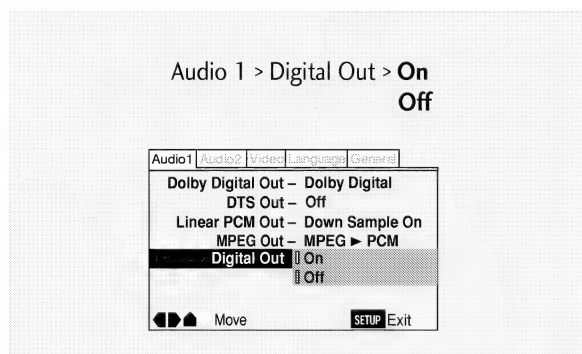 Audio 1 > Digital Out > On
Off
Audio1 Audio2 Video Language General
Dolby Digital Out – Dolby Digital
DTS Out – Off
Linear PCM Out – Down Sample On
MPEG Out – MPEG ► PCM
Digital Out On
Off
Move SETUP Exit